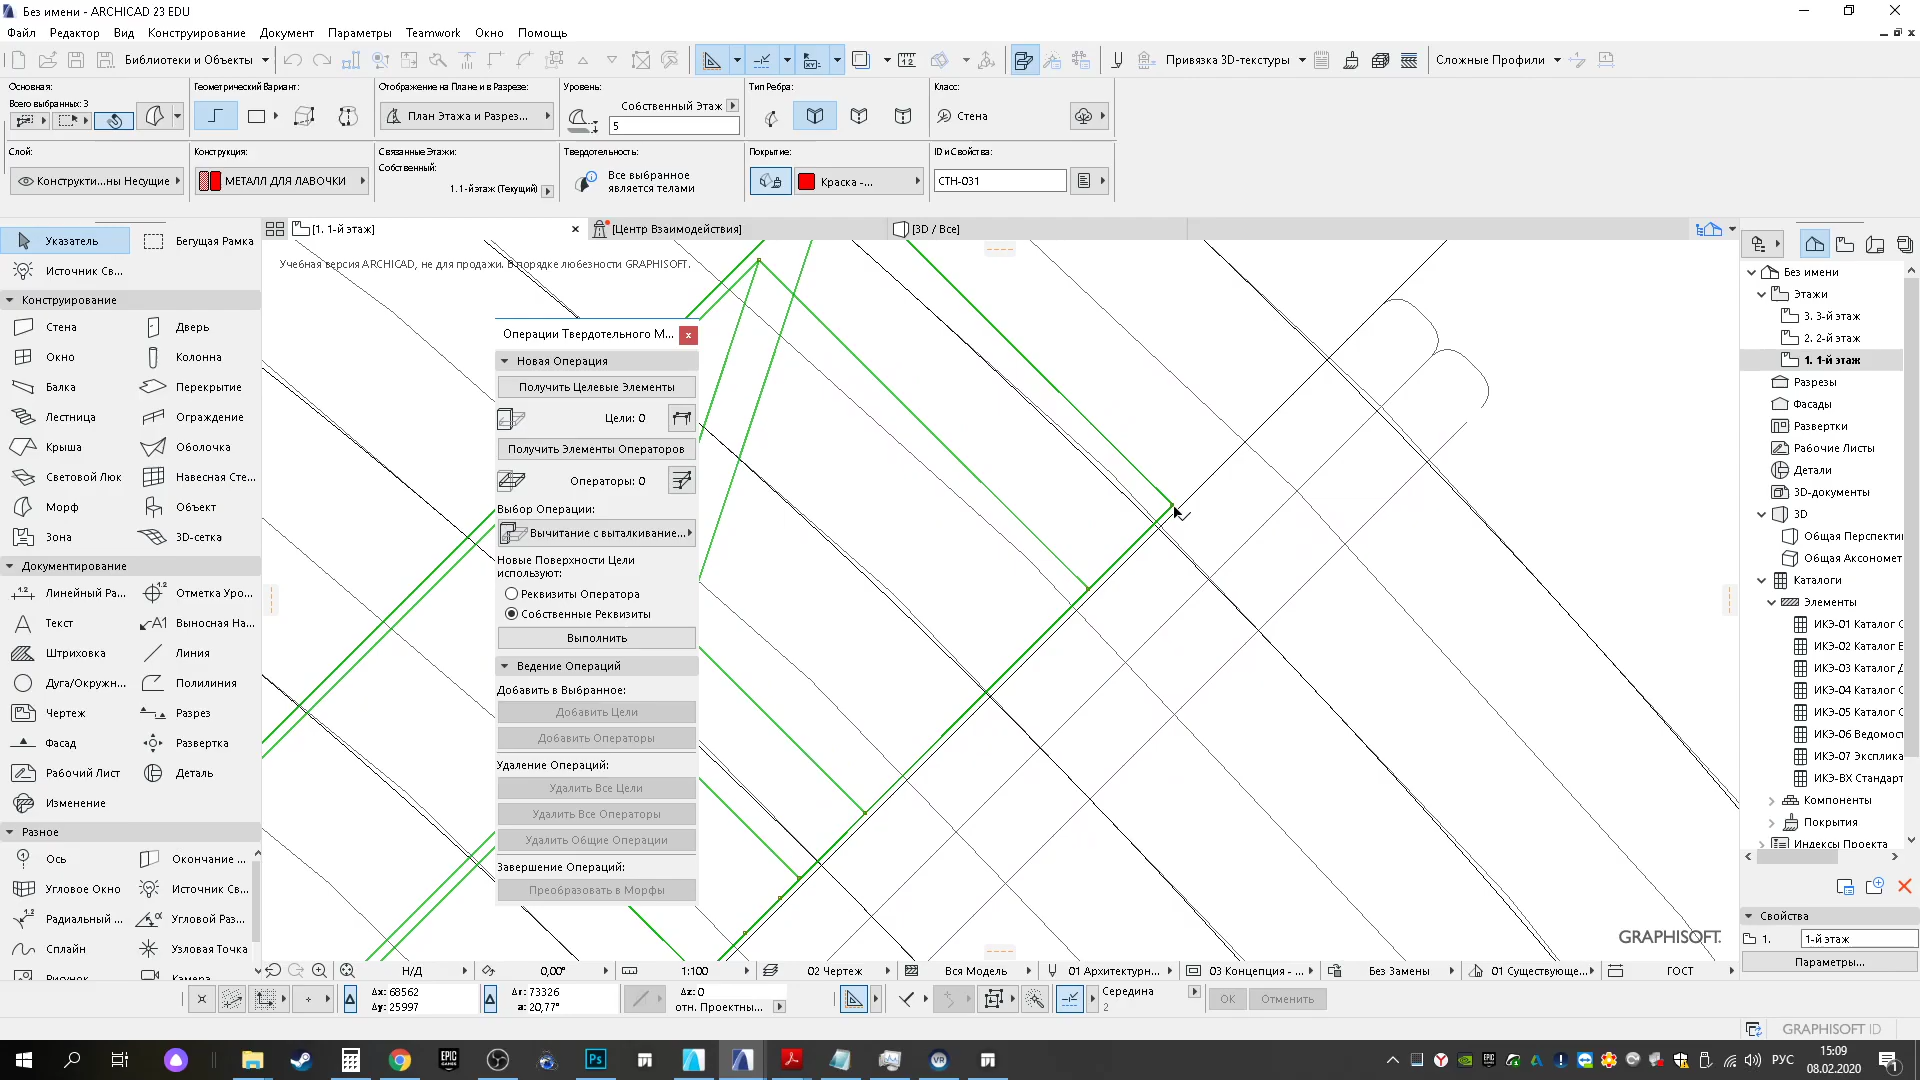 Без имени - ARCHICAD 23 EDU
Файл Редактор Вид Конструирование Документ Параметры Teamwork Окно Помощь
Библиотеки и Объекты
Привязка 3D-текстуры
Сложные Профили
Основная:
Всего выбранных: 3
Геометрический Вариант:
Отображение на Плане и в Разрезе:
План Этажа и Разрез...
Уровень:
Собственный Этаж
5
Тип Ребра:
Класс:
Стена
Слой:
Конструкти...ны Несущие
Конструкция:
МЕТАЛЛ ДЛЯ ЛАВОЧКИ
Связанные Этажи:
Собственный:
1. 1-й этаж (Текущий)
Твердотельность:
Все выбранное
является телами
Покрытие:
Краска -...
ID и Свойства:
СТН-031
[1. 1-й этаж]
[Центр Взаимодействия]
[3D / Все]
Учебная версия ARCHICAD, не для продажи. В порядке любезности GRAPHISOFT.
Указатель
Бегущая Рамка
Источник Св...
Конструирование
Стена
Дверь
Окно
Колонна
Балка
Перекрытие
Лестница
Ограждение
Крыша
Оболочка
Световой Люк
Навесная Сте...
Морф
Объект
Зона
3D-сетка
Документирование
Линейный Ра...
Отметка Уро...
Текст
Выносная На...
Штриховка
Линия
Дуга/Окружн...
Полилиния
Чертеж
Разрез
Фасад
Развертка
Рабочий Лист
Деталь
Изменение
Разное
Ось
Окончание ...
Угловое Окно
Источник Св...
Радиальный ...
Угловой Раз...
Сплайн
Узловая Точка
Рисунок
Камера
Операции Твердотельного М...
Новая Операция
Получить Целевые Элементы
Цели: 0
Получить Элементы Операторов
Операторы: 0
Выбор Операции:
Вычитание с выталкивание...
Новые Поверхности Цели
используют:
Реквизиты Оператора
Собственные Реквизиты
Выполнить
Ведение Операций
Добавить в Выбранное:
Добавить Цели
Добавить Операторы
Удаление Операций:
Удалить Все Цели
Удалить Все Операторы
Удалить Общие Операции
Завершение Операций:
Преобразовать в Морфы
Без имени
Этажи
3. 3-й этаж
2. 2-й этаж
1. 1-й этаж
Разрезы
Фасады
Развертки
Рабочие Листы
Детали
3D-документы
3D
Общая Перспекти
Общая Аксономет
Каталоги
Элементы
ИКЭ-01 Каталог С
ИКЭ-02 Каталог Е
ИКЭ-03 Каталог Д
ИКЭ-04 Каталог С
ИКЭ-05 Каталог С
ИКЭ-06 Ведомост
ИКЭ-07 Экспликa
ИКЭ-ВХ Стандарт
Компоненты
Покрытия
Индексы Проекта
Свойства
1.
1-й этаж
Параметры...
GRAPHISOFT.
Н/Д
0,00°
1:100
02 Чертеж
Вся Модель
01 Архитектурн...
03 Концепция - ...
Без Замены
01 Существующе...
ГОСТ
Δx: 68562
Δy: 25997
Δr: 73326
a: 20,77°
Δz: 0
отн. Проектны...
Середина
2
OK
Отменить
GRAPHISOFT ID
РУС
15:09
08.02.2020